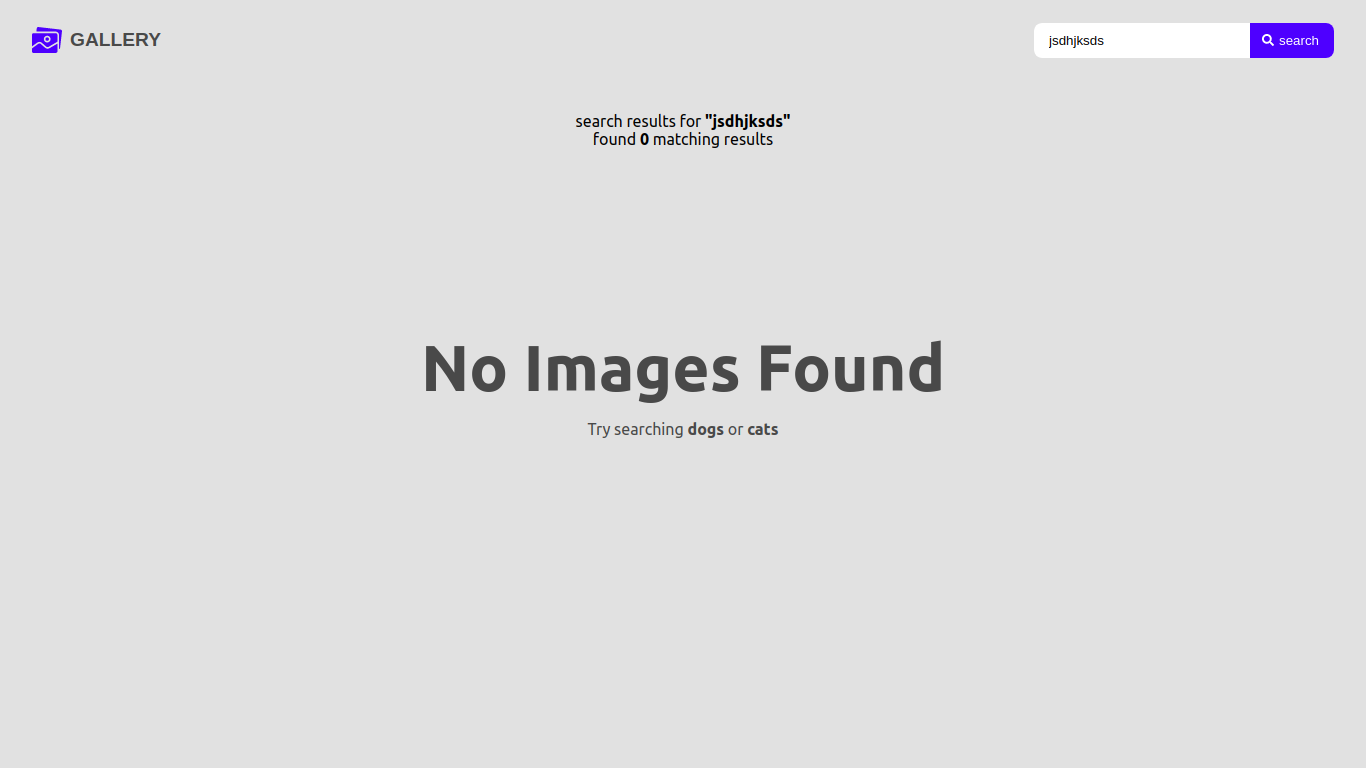 GALLERY
jsdhjksds
search
search results for "jsdhjksds"
found 0 matching results
No Images Found
Try searching dogs or cats